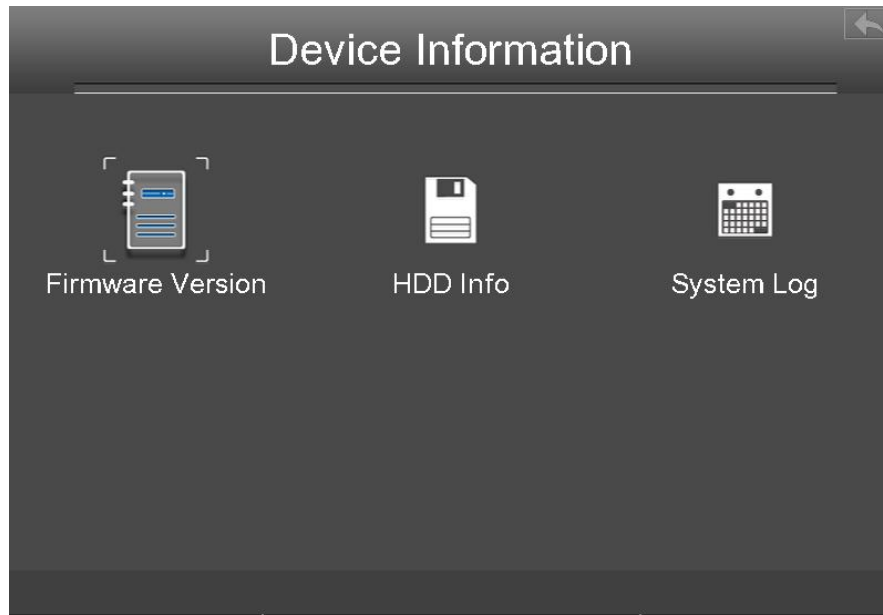 Device Information
Firmware Version
HDD Info
System Log